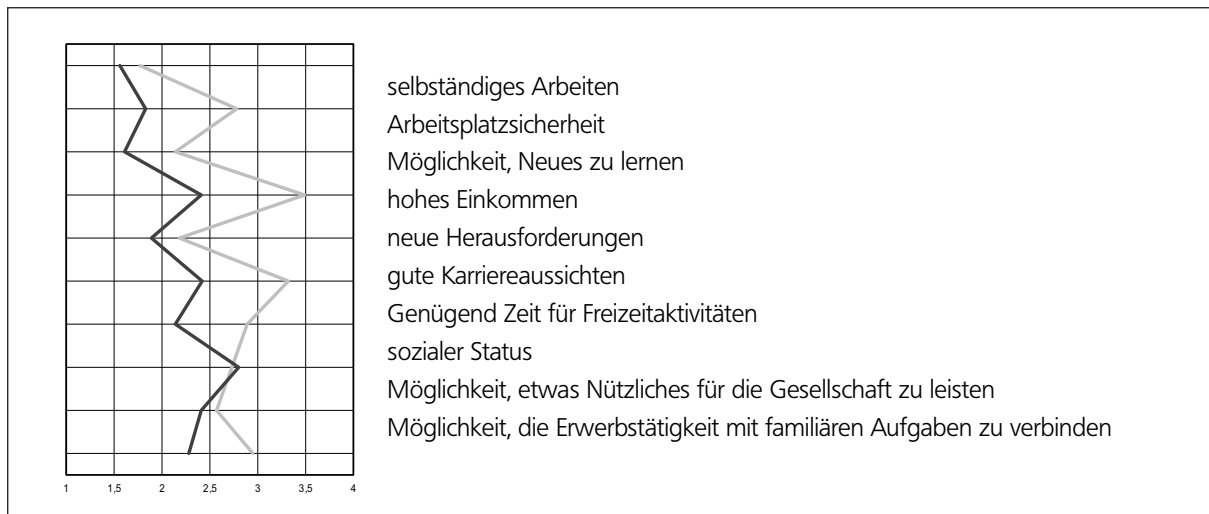 selbständiges Arbeiten
Arbeitsplatzsicherheit
Möglichkeit, Neues zu lernen
hohes Einkommen
neue Herausforderungen
gute Karriereaussichten
Genügend Zeit für Freizeitaktivitäten
sozialer Status
Möglichkeit, etwas Nützliches für die Gesellschaft zu leisten
Möglichkeit, die Erwerbstätigkeit mit familiären Aufgaben zu verbinden
1 1,5 2 2,5 3 3,5 4